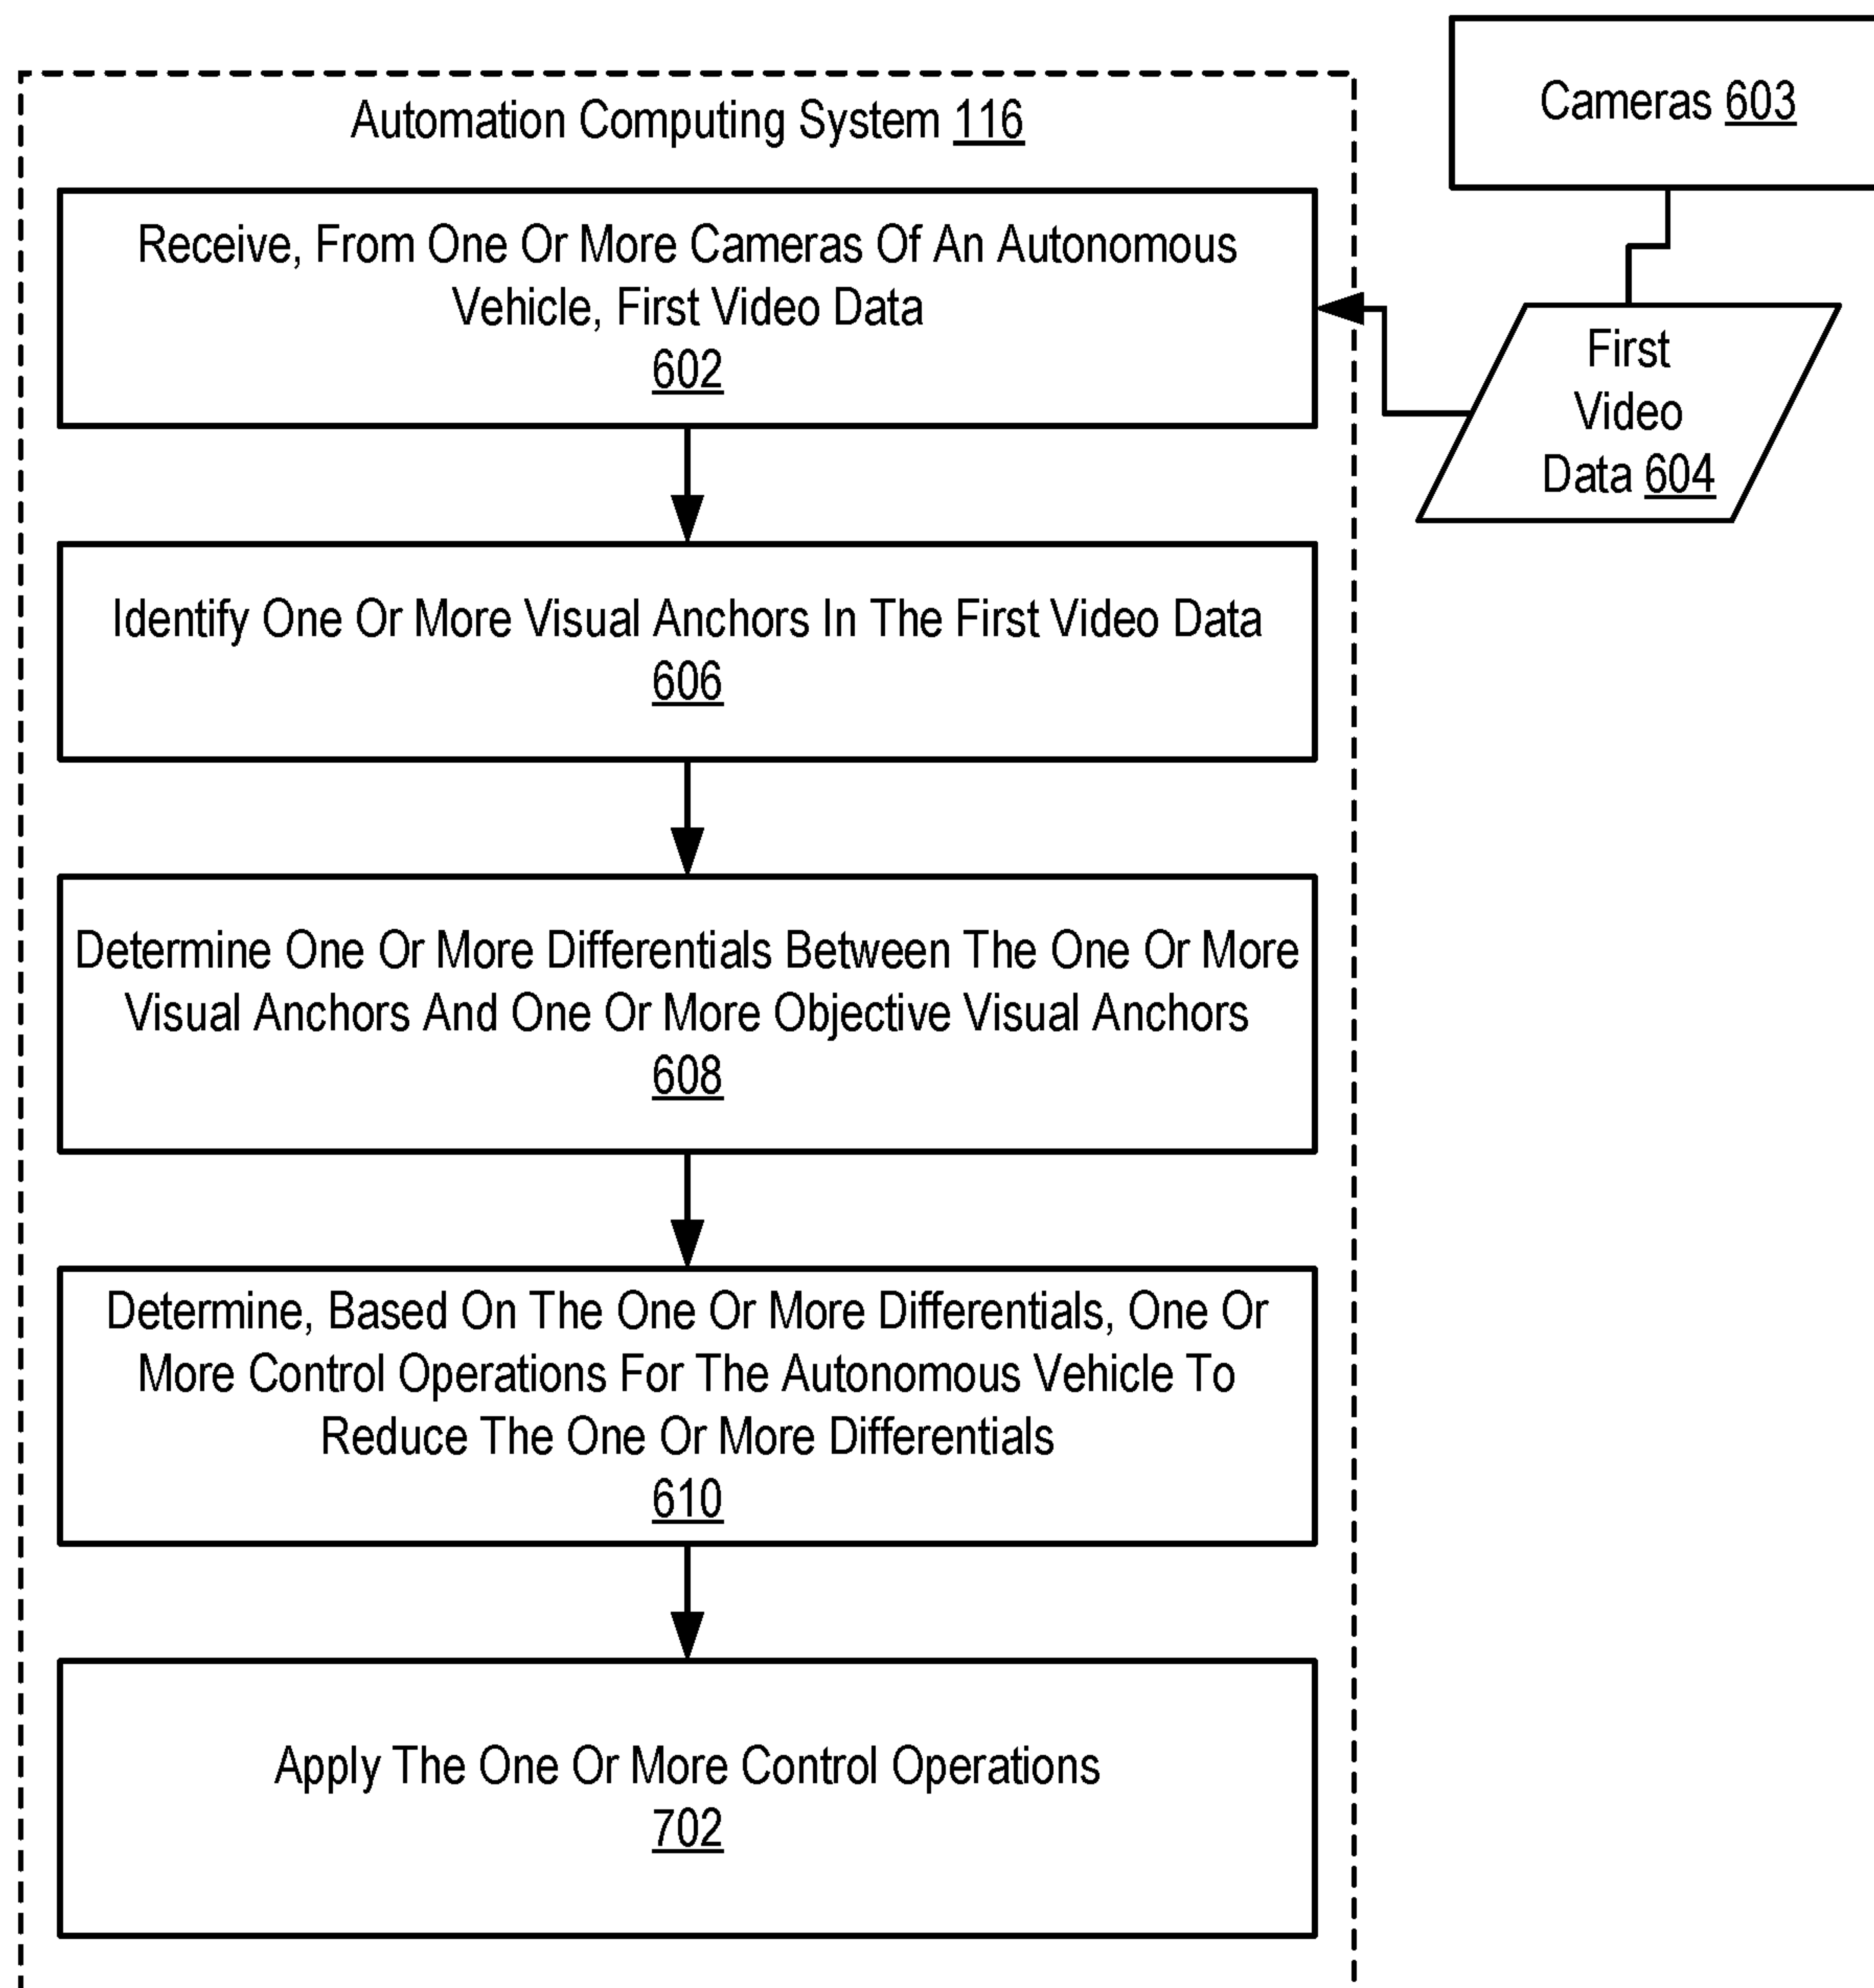 Automation Computing System 116
Cameras 603
Receive, From One Or More Cameras Of An Autonomous
Vehicle, First Video Data
602
First
Video
Data 604
Identify One Or More Visual Anchors In The First Video Data
606
Determine One Or More Differentials Between The One Or More
Visual Anchors And One Or More Objective Visual Anchors
608
Determine, Based On The One Or More Differentials, One Or
More Control Operations For The Autonomous Vehicle To
Reduce The One Or More Differentials
610
Apply The One Or More Control Operations
702